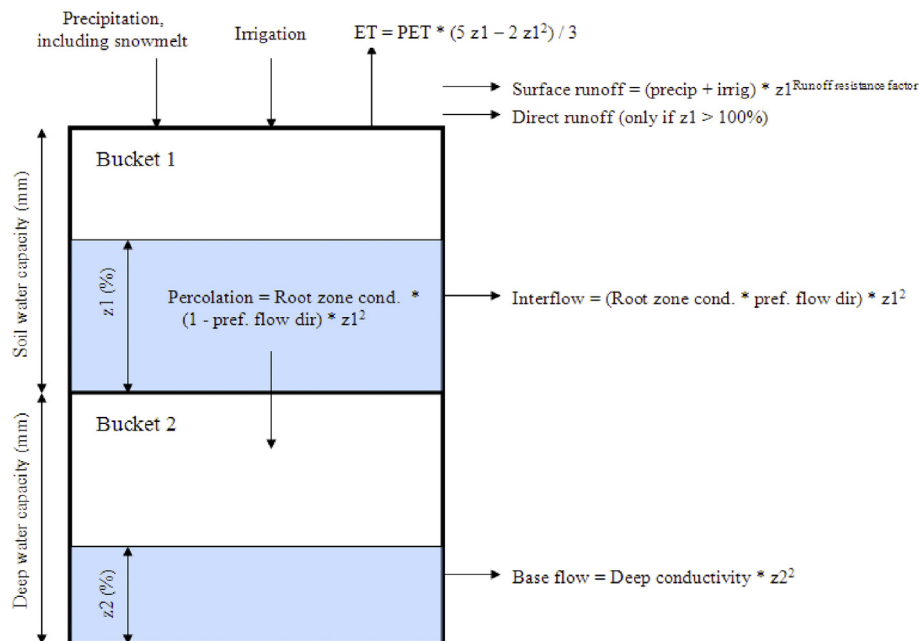 Precipitation,
including snowmelt
Irrigation
ET = PET * (5 z1 – 2 z1²) / 3
Surface runoff = (precip + irrig) * z1^Runoff resistance factor
Direct runoff (only if z1 > 100%)
Soil water capacity (mm)
Bucket 1
z1 (%)
Percolation = Root zone cond. *
(1 - pref. flow dir) * z1²
Interflow = (Root zone cond. * pref. flow dir) * z1²
Deep water capacity (mm)
Bucket 2
z2 (%)
Base flow = Deep conductivity * z2²